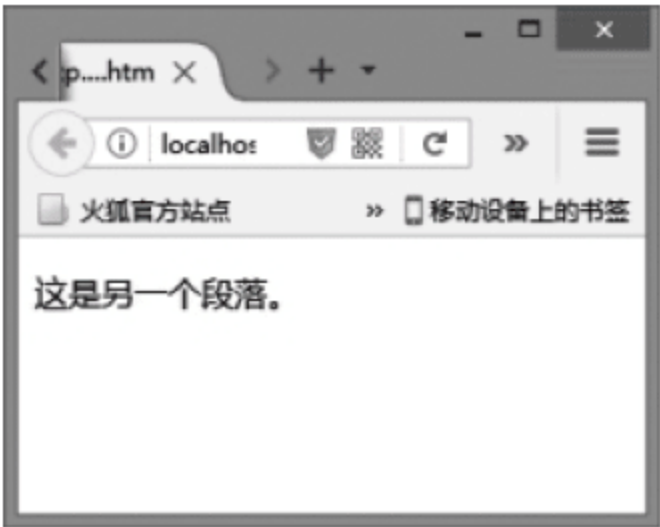 p....htm
localhos
火狐官方站点
移动设备上的书签
这是另一个段落。